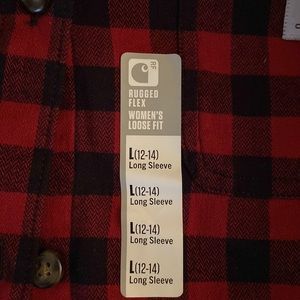 RF
RUGGED
FLEX
WOMEN'S
LOOSE FIT
L(12-14)
Long Sleeve
L(12-14)
Long Sleeve
L(12-14)
Long Sleeve
L(12-14)
Long Sleeve